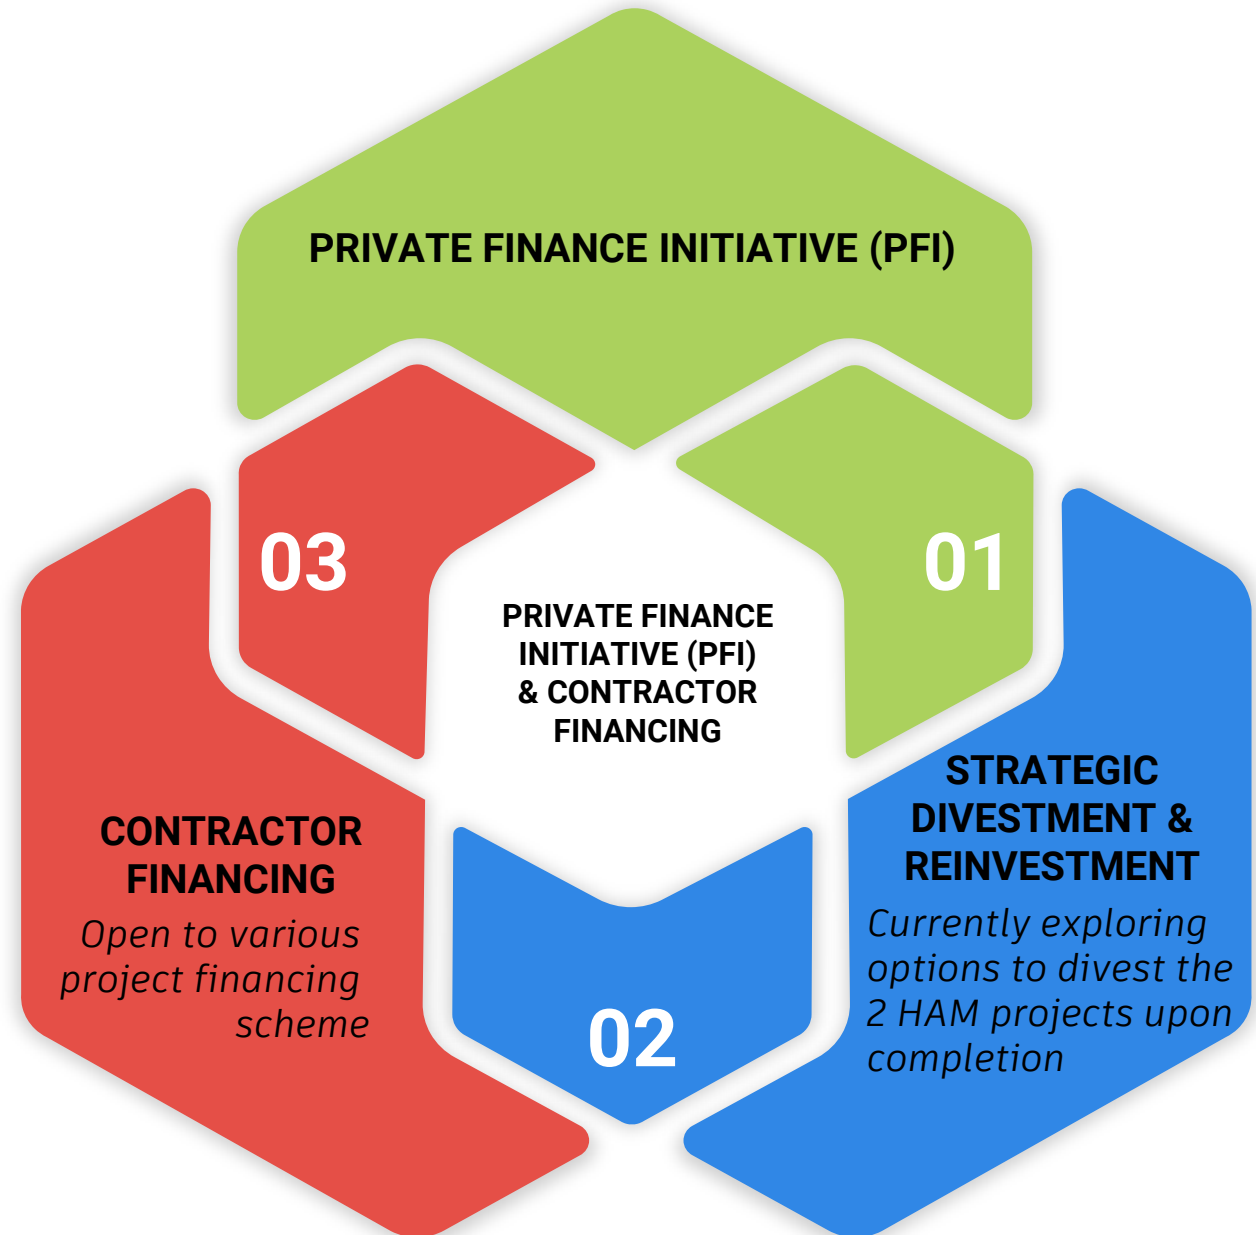 PRIVATE FINANCE INITIATIVE (PFI)
03
01
PRIVATE FINANCE
INITIATIVE (PFI)
& CONTRACTOR
FINANCING
STRATEGIC
DIVESTMENT &
REINVESTMENT
Currently exploring
options to divest the
2 HAM projects upon
completion
CONTRACTOR
FINANCING
Open to various
project financing
scheme
02